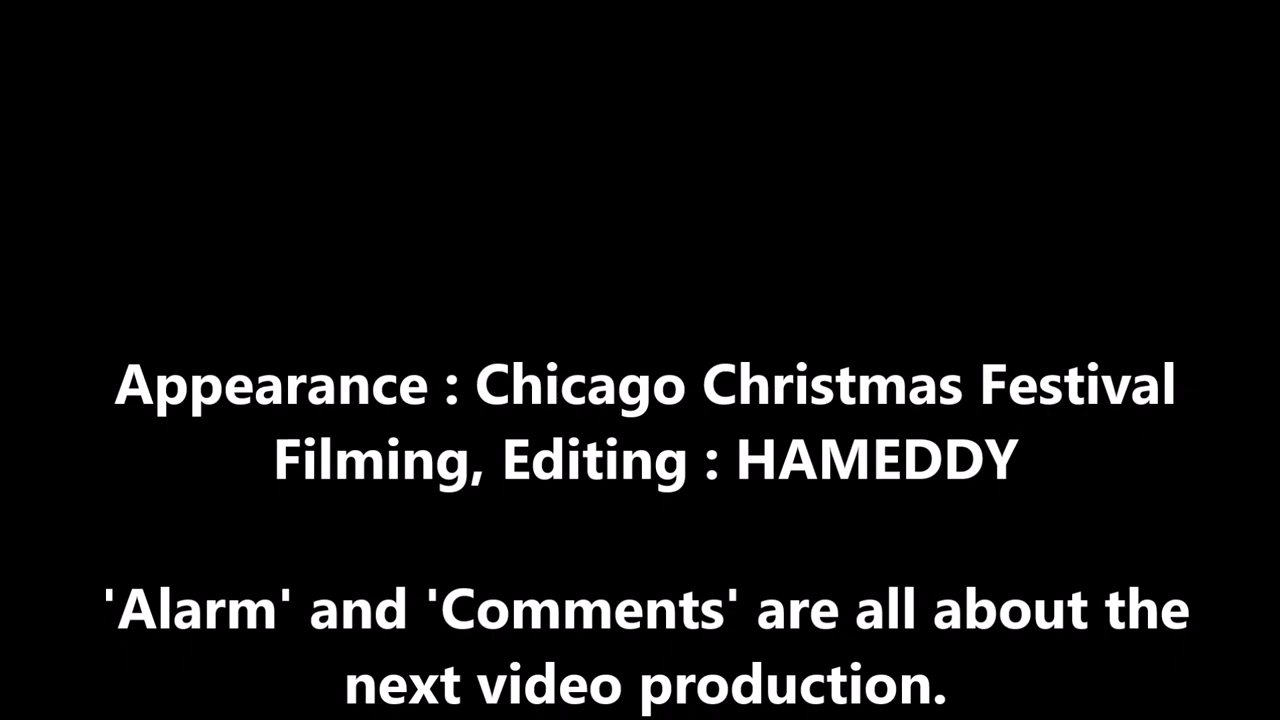 Appearance : Chicago Christmas Festival
Filming, Editing : HAMEDDY
'Alarm' and 'Comments' are all about the
next video production.